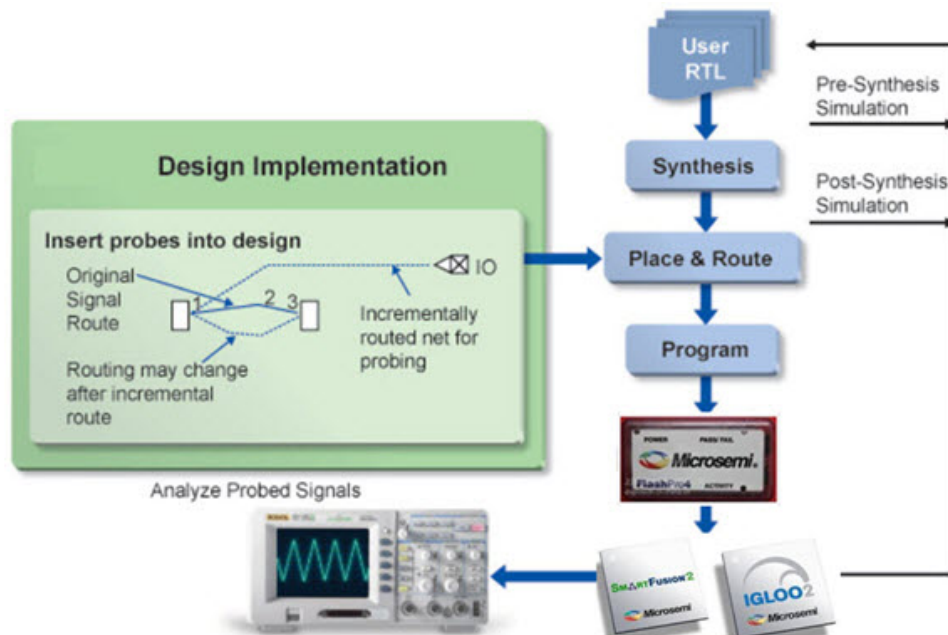 User
RTL
Pre-Synthesis
Simulation
Synthesis
Post-Synthesis
Simulation
Place & Route
Program
Design Implementation
Insert probes into design
Original
Signal
Route
1
2
3
IO
Incrementally
routed net for
probing
Routing may change
after incremental
route
POWER
PASS/ FAIL
Microsemi.
FlashPro4
ACTIVITY
Analyze Probed Signals
SMARTFUSION2
Microsemi
IGLOO2
Microsemi